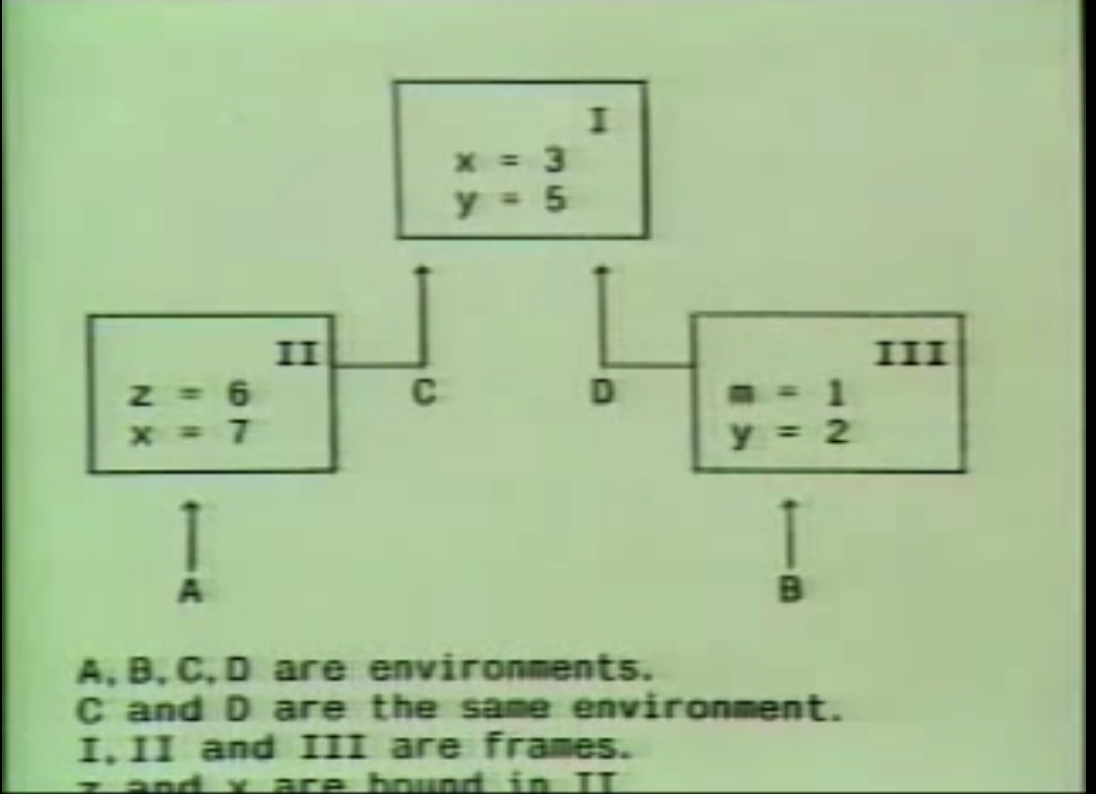 I
x = 3
y = 5
II
z = 6
x = 7
C
D
III
m = 1
y = 2
A
B
A,B,C,D are environments.
C and D are the same environment.
I,II and III are frames.
z and x are bound in II